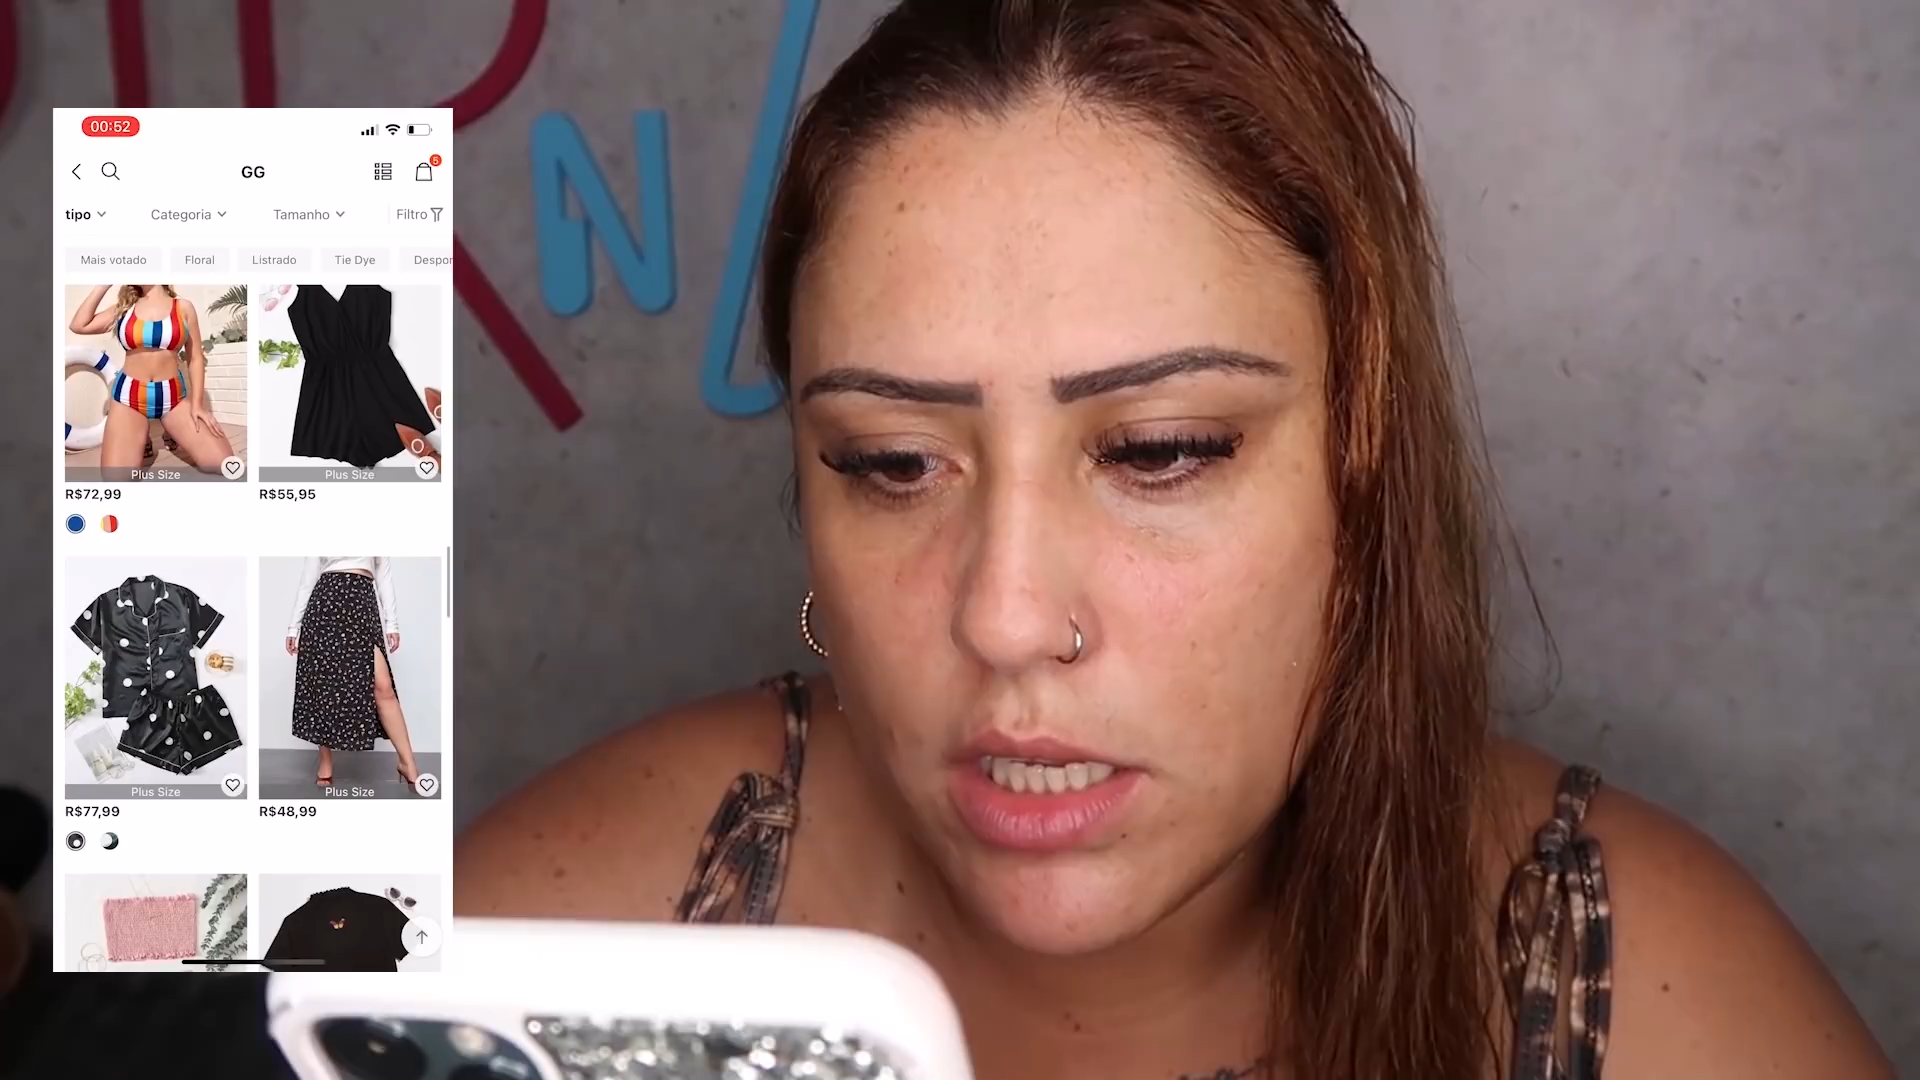 00:52
GG
5
tipo
Categoria
Tamanho
Filtro
Mais votado
Floral
Listrado
Tie Dye
Plus Size
Plus Size
R$72,99
R$55,95
Plus Size
Plus Size
R$77,99
R$48,99
N